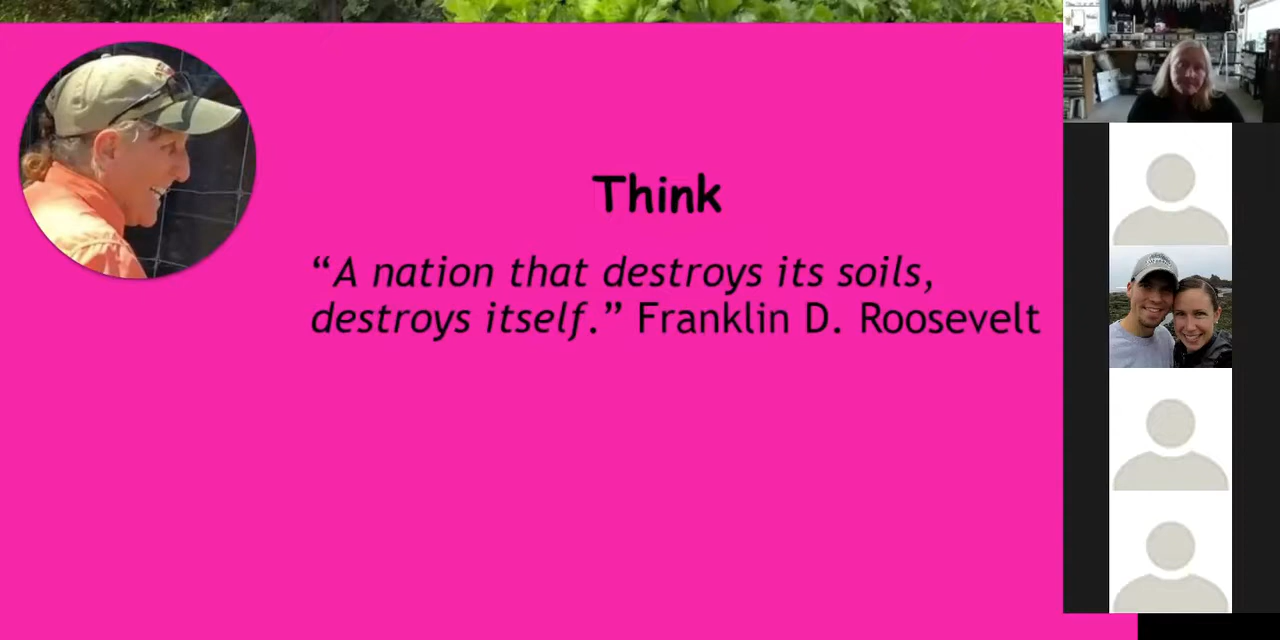 Think
“A nation that destroys its soils,
destroys itself.” Franklin D. Roosevelt